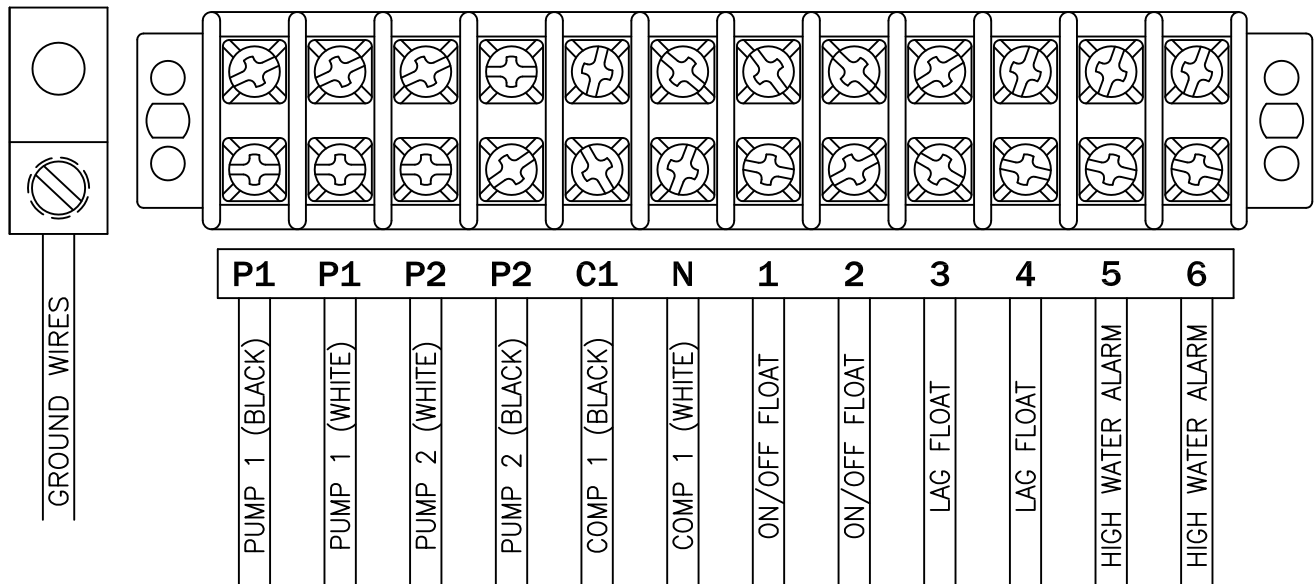 P1 P1 P2 P2 C1 N 1 2 3 4 5 6
GROUND WIRES
PUMP 1 (BLACK)
PUMP 1 (WHITE)
PUMP 2 (WHITE)
PUMP 2 (BLACK)
COMP 1 (BLACK)
COMP 1 (WHITE)
ON/OFF FLOAT
ON/OFF FLOAT
LAG FLOAT
LAG FLOAT
HIGH WATER ALARM
HIGH WATER ALARM